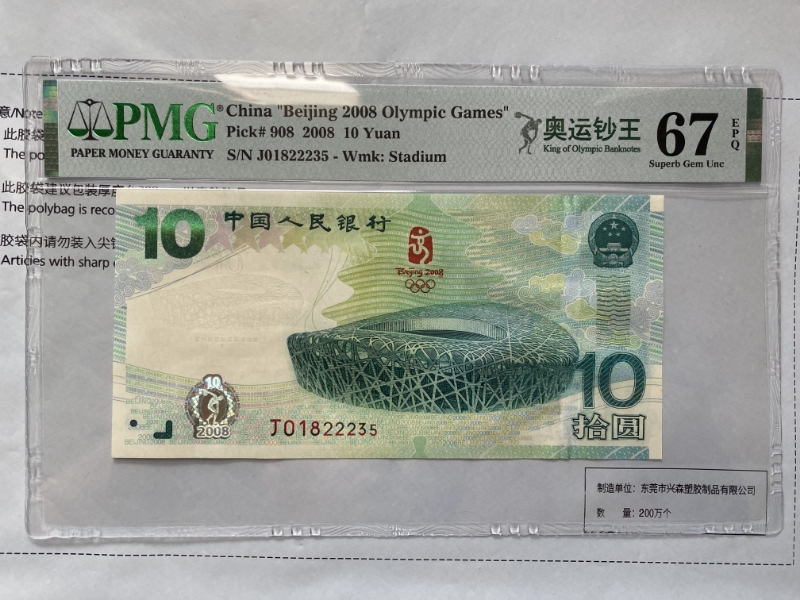 PMG®
PAPER MONEY GUARANTY
China "Beijing 2008 Olympic Games"
Pick# 908 2008 10 Yuan
S/N J01822235 - Wmk: Stadium
奥运钞王
King of Olympic Banknotes
67
EPQ
Superb Gem Unc
意/Note
此胶袋
The po
此胶袋建议包装厚度
The polybag is reco
胶袋内请勿装入尖锐
Articles with sharp
10
中国人民银行
Beijing 2008
10
2008
J01822235
10
拾圆
制造单位：东莞市兴森塑胶制品有限公司
数 量：200万个